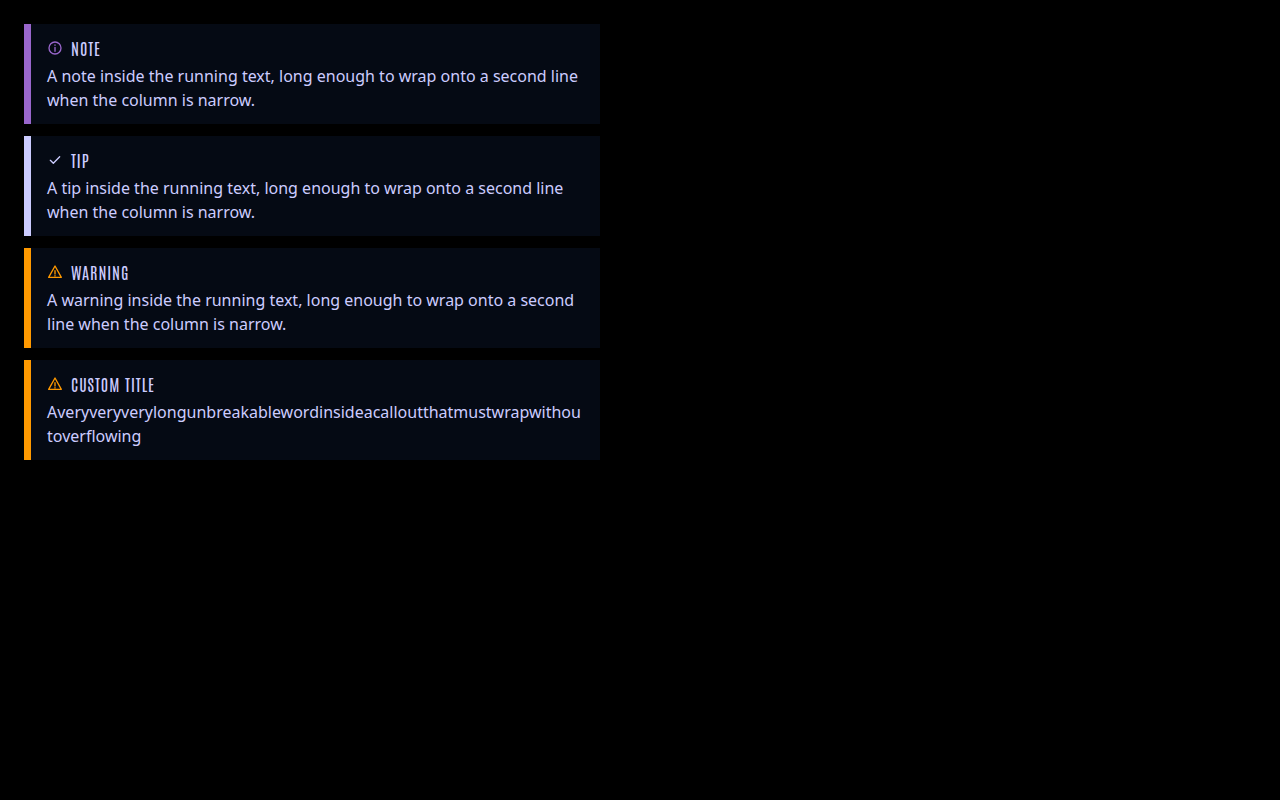 NOTE
A note inside the running text, long enough to wrap onto a second line
when the column is narrow.
TIP
A tip inside the running text, long enough to wrap onto a second line
when the column is narrow.
WARNING
A warning inside the running text, long enough to wrap onto a second
line when the column is narrow.
CUSTOM TITLE
Averyveryverylongunbreakablewordinsideacalloutthatmustwrapwithou
toverflowing